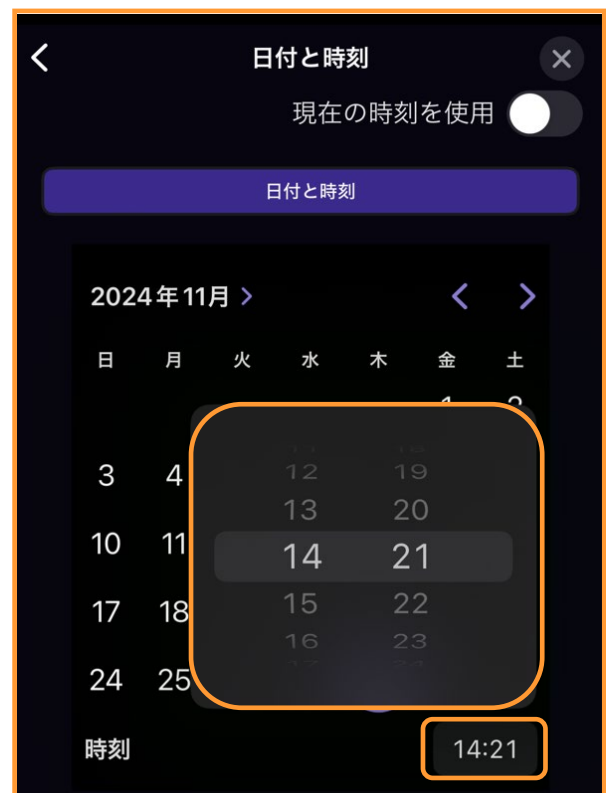 日付と時刻
現在の時刻を使用
日付と時刻
2024年11月
日 月 火 水 木 金 土
12 19
3 4
13 20
10 11
14 21
17 18
15 22
16 23
24 25
時刻
14:21